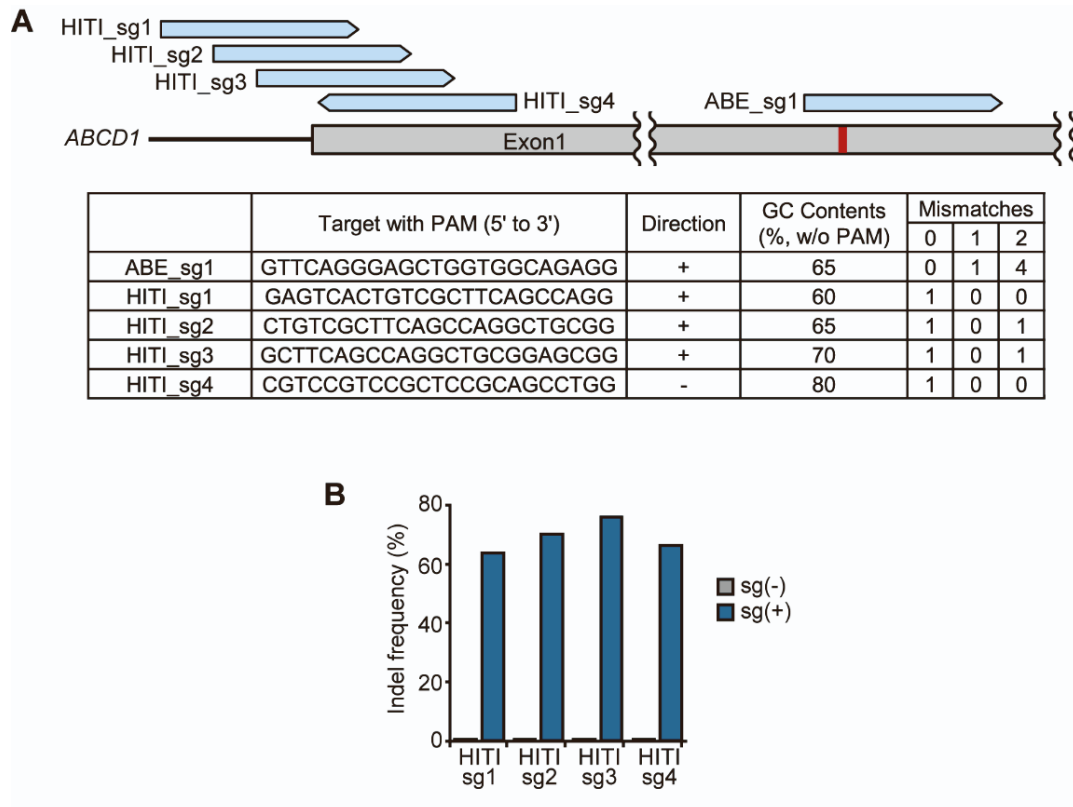 A
HITI_sg1
HITI_sg2
HITI_sg3
HITI_sg4
ABE_sg1
ABCD1
Exon1
Target with PAM (5' to 3') Direction GC Contents (%, w/o PAM) Mismatches
0 1 2
ABE_sg1 GTTCAGGGAGCTGGTGGCAGAGG + 65 0 1 4
HITI_sg1 GAGTCACTGTCGCTTCAGCCAGG + 60 1 0 0
HITI_sg2 CTGTCGCTTCAGCCAGGCTGCGG + 65 1 0 1
HITI_sg3 GCTTCAGCCAGGCTGCGGAGCGG + 70 1 0 1
HITI_sg4 CGTCCGTCCGCTCCGCAGCCTGG - 80 1 0 0
B
Indel frequency (%)
80
60
40
20
0
sg(-)
sg(+)
HITI HITI HITI HITI
sg1 sg2 sg3 sg4